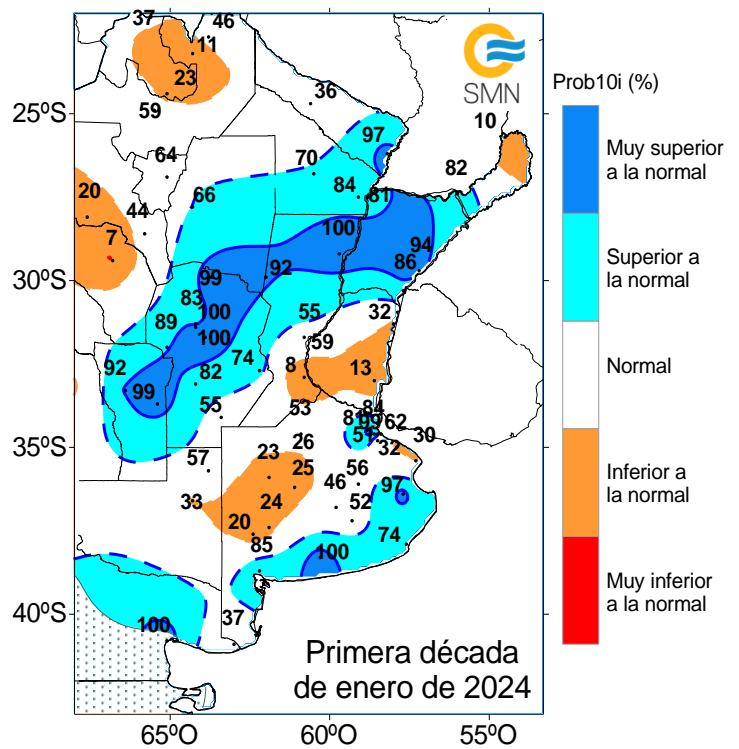 37 46
11
23
59
25ºS
36
SMN
Prob10i (%)
10
97
70
64
84
82
81
66
20
44
7
100
94
86
92
99
30ºS
83
100
100
89
55
59
32
92
99
82
74
8
13
55
53
81
84
99
62
51
32
30
35ºS
57
26
23
25
56
46
52
97
33
24
20
85
74
100
40ºS
37
100
Primera década
de enero de 2024
65ºO
60ºO
55ºO
Muy superior
a la normal
Superior a
la normal
Normal
Inferior a
la normal
Muy inferior
a la normal